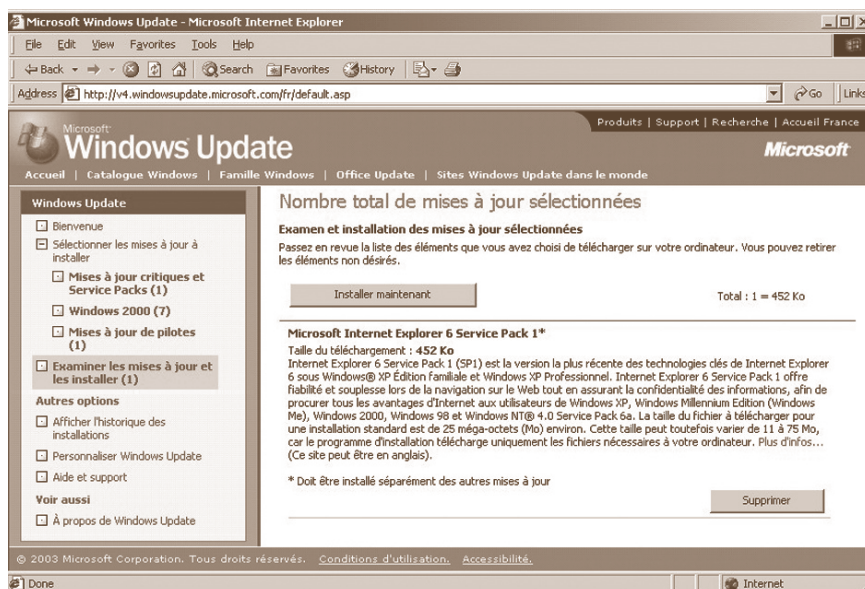 Microsoft Windows Update - Microsoft Internet Explorer
File Edit View Favorites Tools Help
Back Search Favorites History
Address http://v4.windowsupdate.microsoft.com/fr/default.asp Go Links
Produits | Support | Recherche | Accueil France
Microsoft
Windows Update
Microsoft
Accueil | Catalogue Windows | Famille Windows | Office Update | Sites Windows Update dans le monde
Windows Update
Bienvenue
Sélectionner les mises à jour à
installer
Mises à jour critiques et
Service Packs (1)
Windows 2000 (7)
Mises à jour de pilotes
(1)
Examiner les mises à jour et
les installer (1)
Autres options
Afficher l'historique des
installations
Personnaliser Windows Update
Aide et support
Voir aussi
À propos de Windows Update
Nombre total de mises à jour sélectionnées
Examen et installation des mises à jour sélectionnées
Passez en revue la liste des éléments que vous avez choisi de télécharger sur votre ordinateur. Vous pouvez retirer
les éléments non désirés.
Installer maintenant
Total : 1 = 452 Ko
Microsoft Internet Explorer 6 Service Pack 1*
Taille du téléchargement : 452 Ko
Internet Explorer 6 Service Pack 1 (SP1) est la version la plus récente des technologies clés de Internet Explorer
6 sous Windows® XP Édition familiale et Windows XP Professionnel. Internet Explorer 6 Service Pack 1 offre
fiabilité et souplesse lors de la navigation sur le Web tout en assurant la confidentialité des informations, afin de
procurer tous les avantages d'Internet aux utilisateurs de Windows XP, Windows Millennium Edition (Windows
Me), Windows 2000, Windows 98 et Windows NT® 4.0 Service Pack 6a. La taille du fichier à télécharger pour
une installation standard est de 25 méga-octets (Mo) environ. Cette taille peut toutefois varier de 11 à 75 Mo,
car le programme d'installation télécharge uniquement les fichiers nécessaires à votre ordinateur. Plus d'infos...
(Ce site peut être en anglais).
* Doit être installé séparément des autres mises à jour
Supprimer
© 2003 Microsoft Corporation. Tous droits réservés. Conditions d'utilisation. Accessibilité.
Done Internet